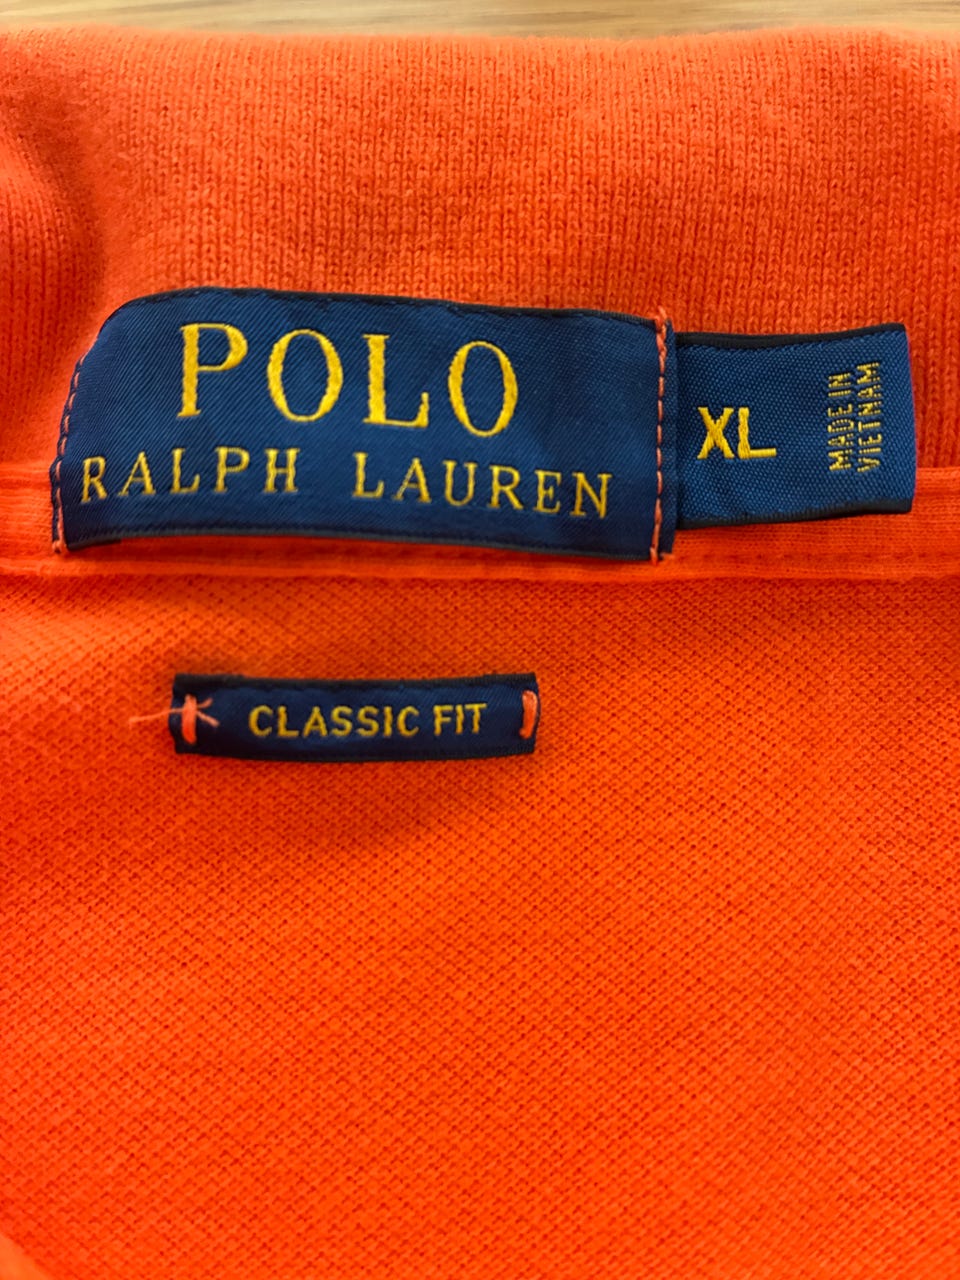 POLO
RALPH LAUREN
XL
MADE IN
VIETNAM
CLASSIC FIT